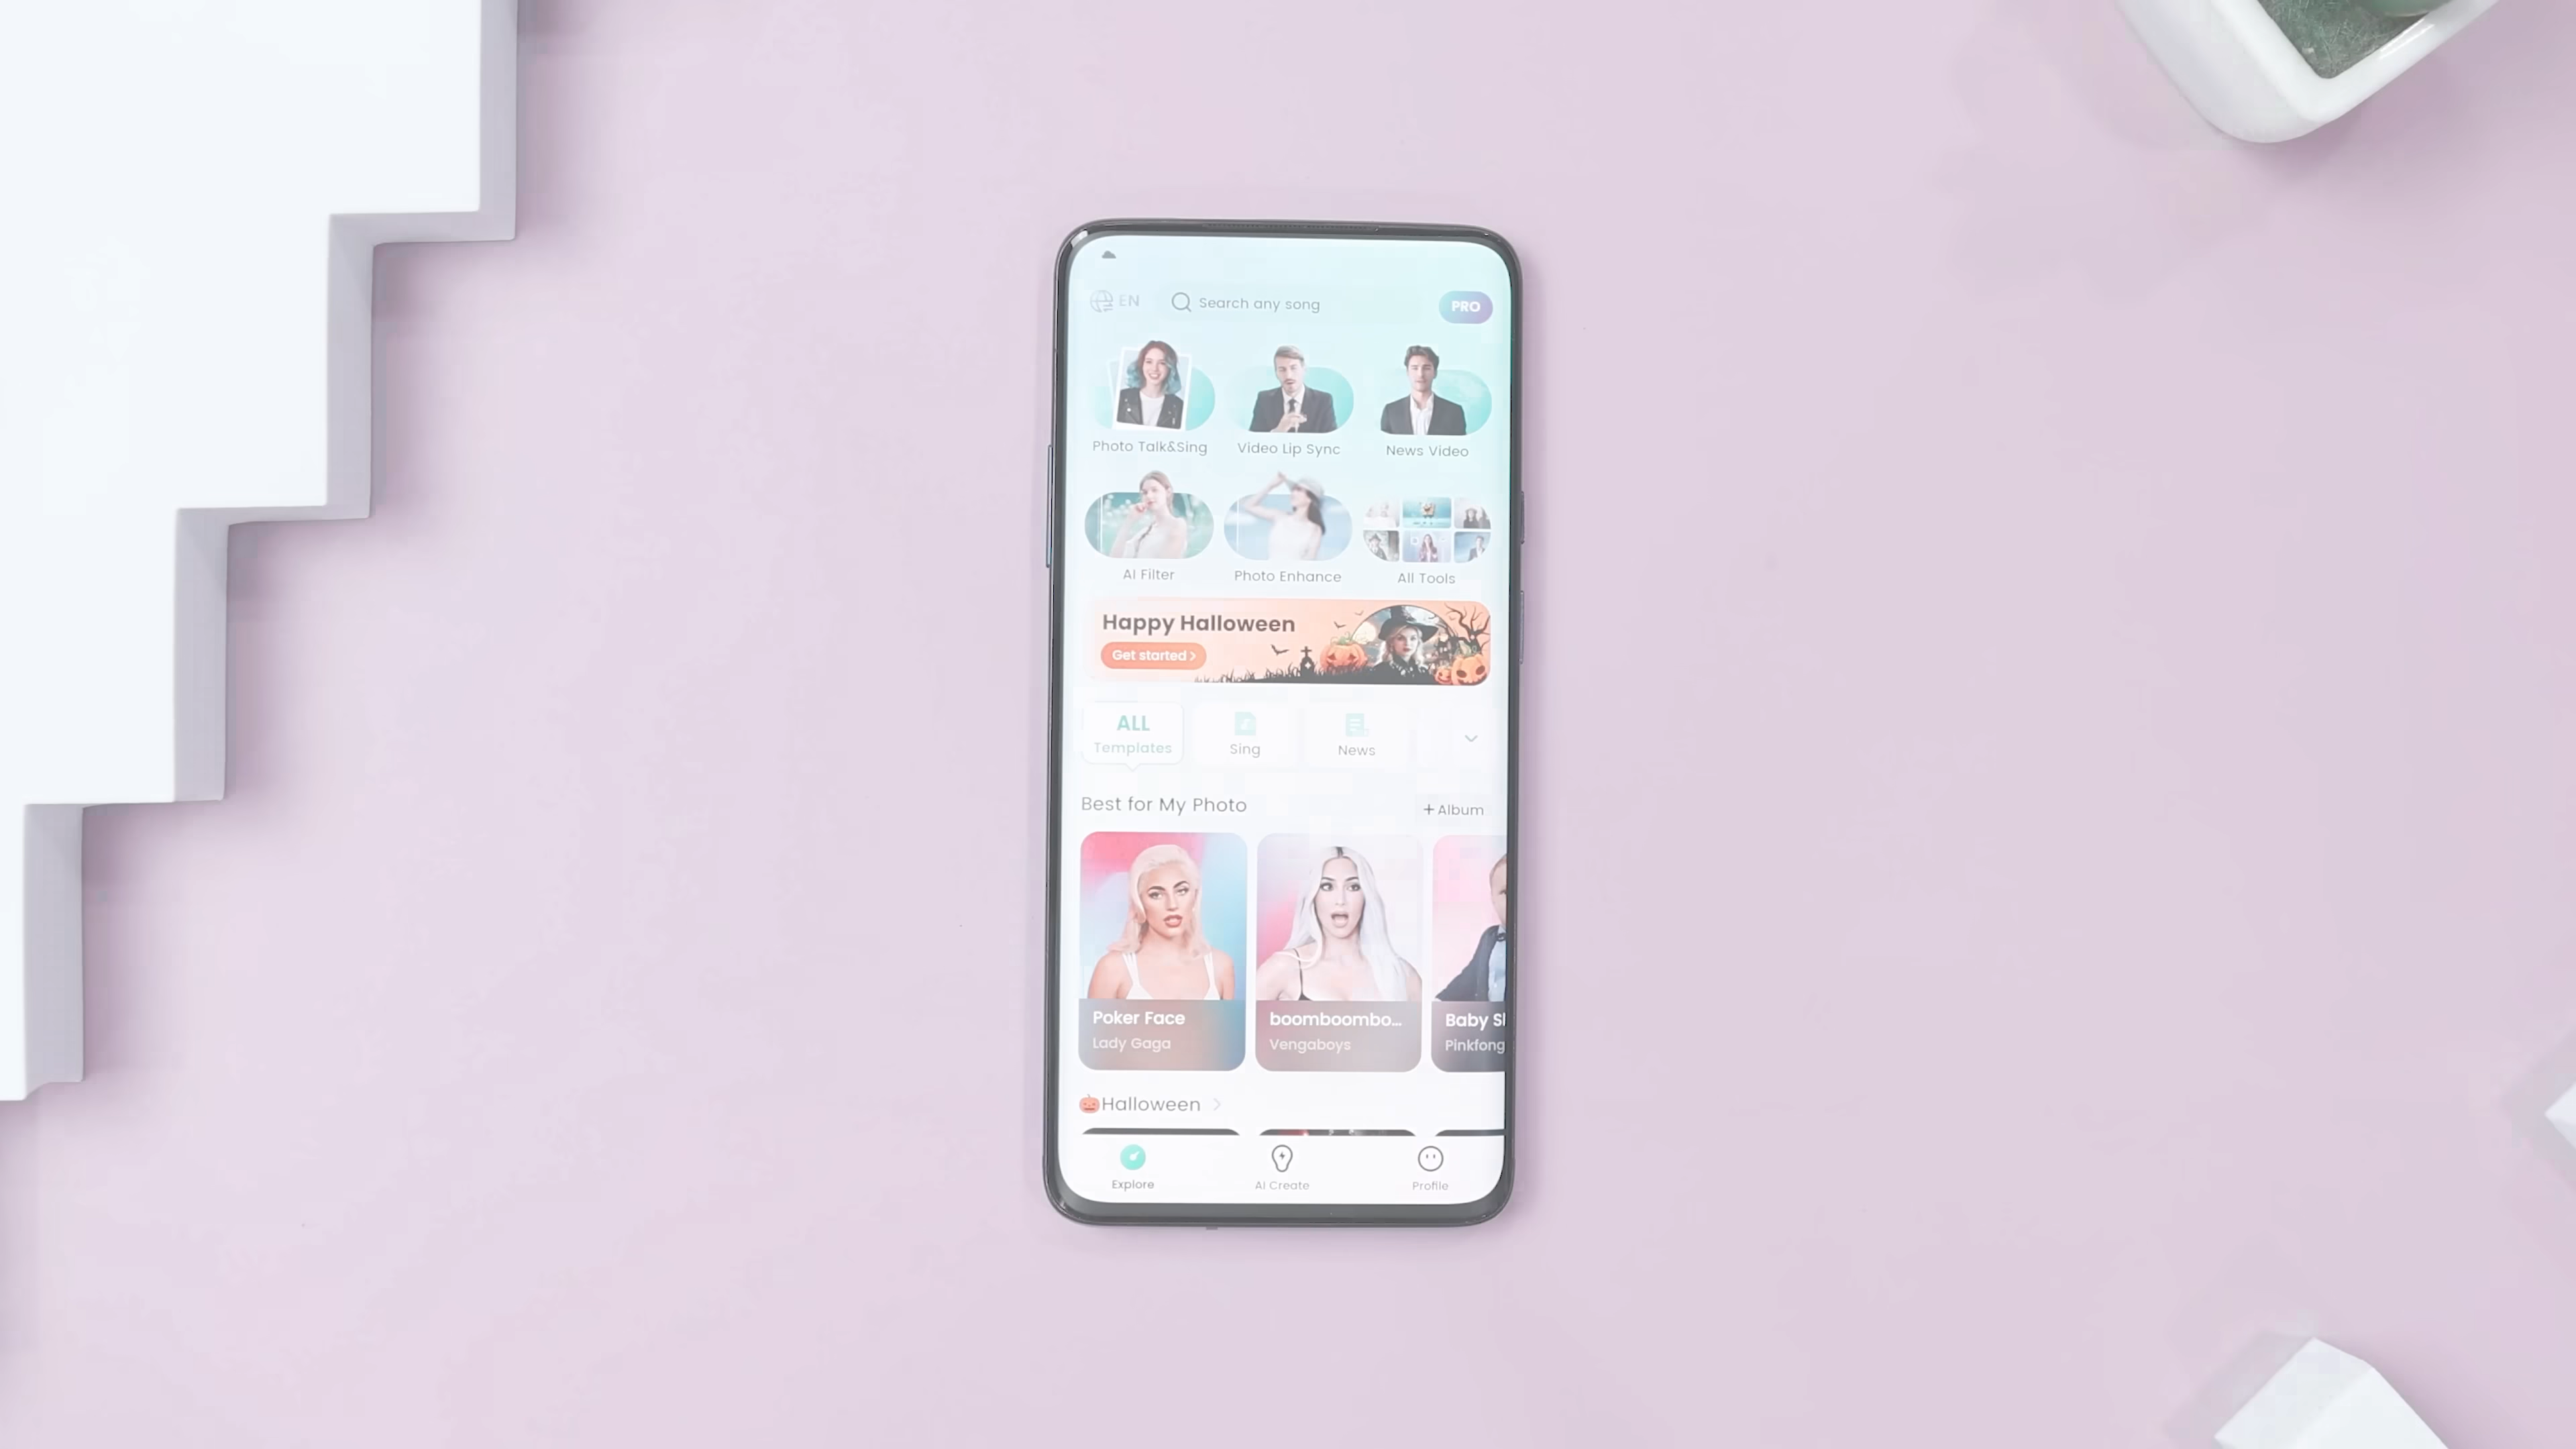 EN
Search any song
PRO
Photo Talk&Sing
Video Lip Sync
News Video
AI Filter
Photo Enhance
All Tools
Happy Halloween
Get started >
ALL
Templates
Sing
News
Best for My Photo
+ Album
Poker Face
Lady Gaga
boomboombo...
Vengaboys
Baby
Pinkfong
Halloween >
Explore
AI Create
Profile